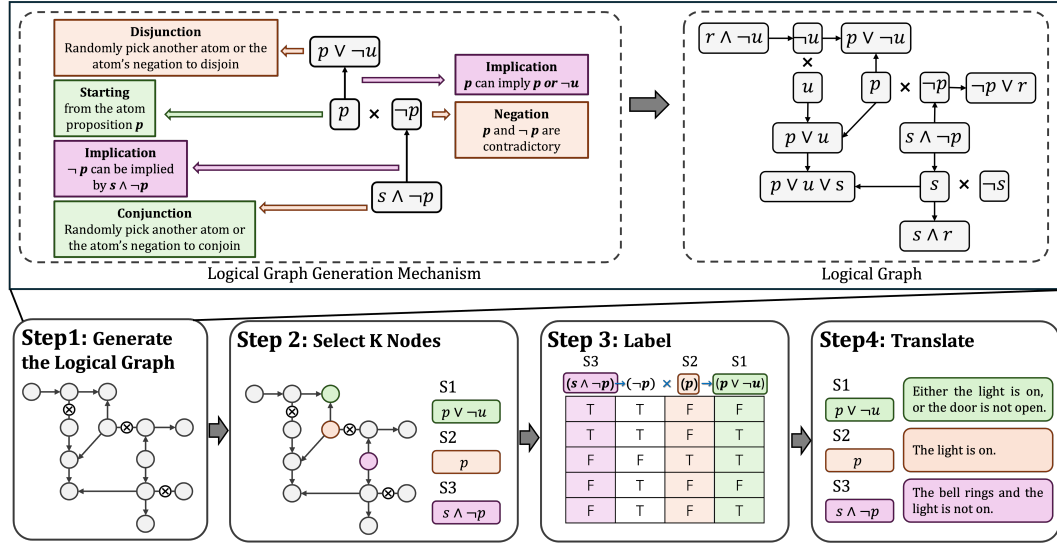 Disjunction
Randomly pick another atom or the
atom's negation to disjoin
p ∨ ¬u
Implication
p can imply p or ¬u
Starting
from the atom
proposition p
p × ¬p
Negation
p and ¬ p are
contradictory
Implication
¬ p can be implied
by s ∧ ¬p
s ∧ ¬p
Conjunction
Randomly pick another atom or
the atom's negation to conjoin
Logical Graph Generation Mechanism
r ∧ ¬u
¬u
p ∨ ¬u
×
u
p
×
¬p
¬p ∨ r
p ∨ u
s ∧ ¬p
p ∨ u ∨ s
s
×
¬s
s ∧ r
Logical Graph
Step1: Generate
the Logical Graph
Step 2: Select K Nodes
S1
p ∨ ¬u
S2
p
S3
s ∧ ¬p
Step 3: Label
S3 S2 S1
(s ∧ ¬p)→(¬p) × (p)→(p ∨ ¬u)
T T F F
T T F T
F F T T
F T F F
F T F T
Step4: Translate
S1
p ∨ ¬u
Either the light is on,
or the door is not open.
S2
p
The light is on.
S3
s ∧ ¬p
The bell rings and the
light is not on.